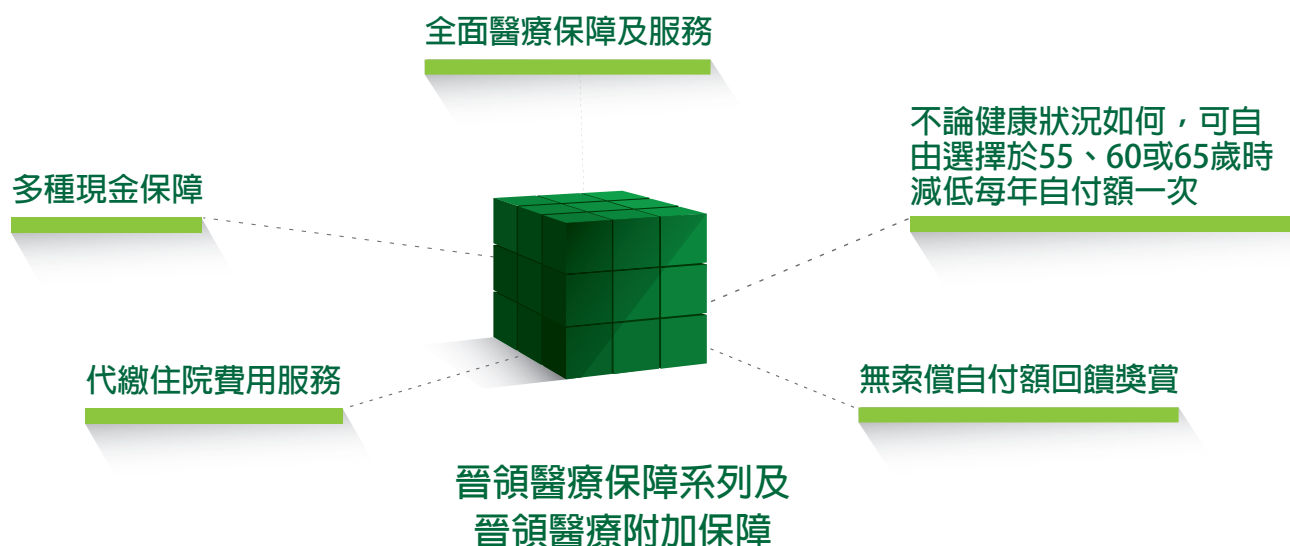 全面醫療保障及服務
不論健康狀況如何，可自
由選擇於55、60或65歲時
減低每年自付額一次
多種現金保障
代繳住院費用服務
無索償自付額回饋獎賞
晉領醫療保障系列及
晉領醫療附加保障